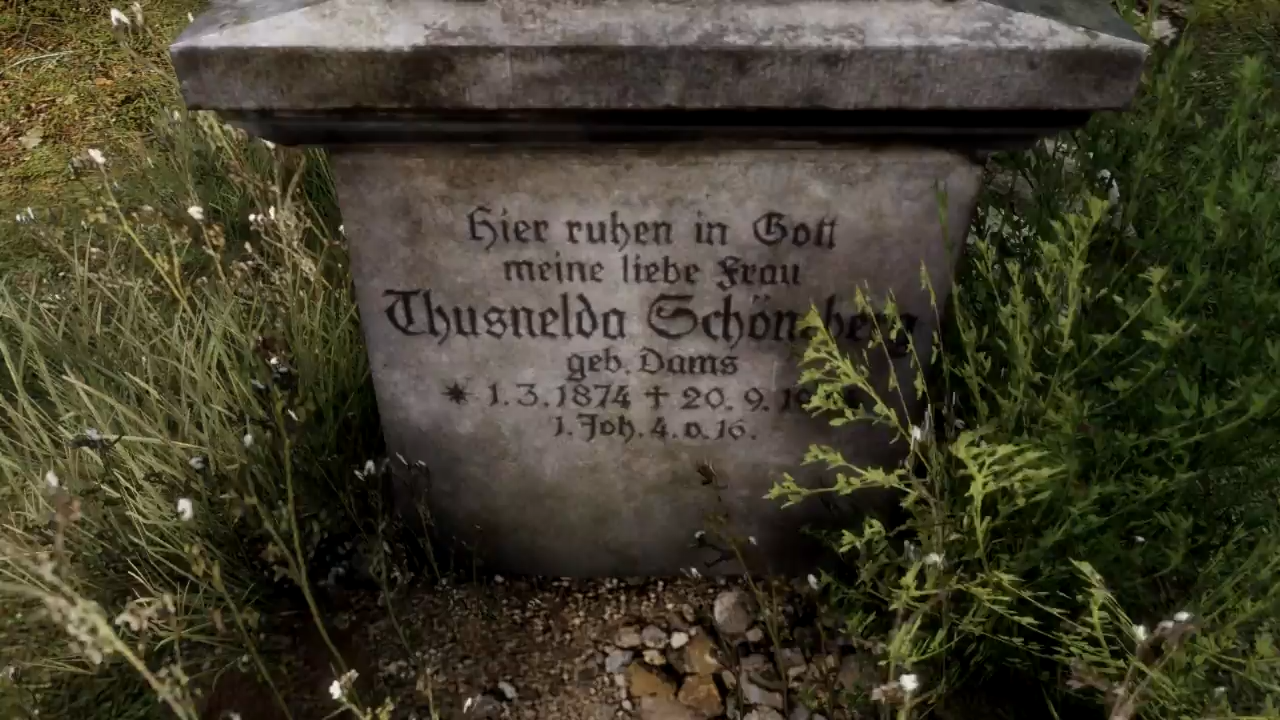 Hier ruhen in Gott
meine liebe Frau
Thusnelda
geb. Dams
* 1.3.1874 + 20.9.
1. Joh. 4. v. 16.